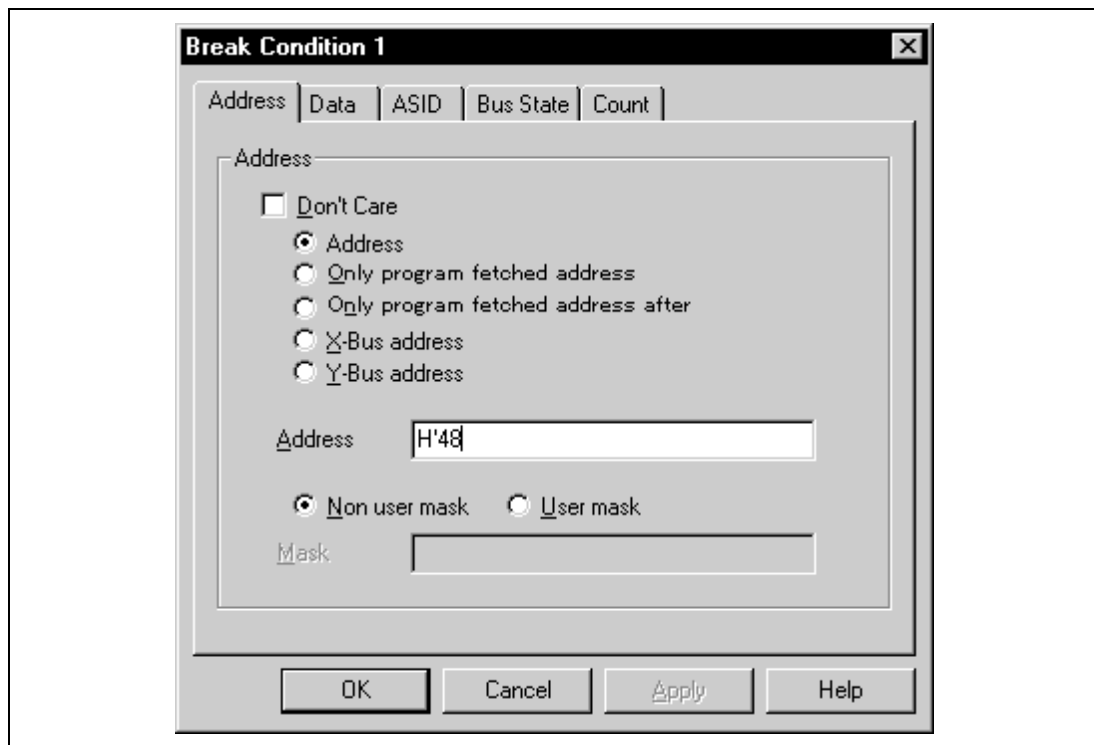 Break Condition 1
Address Data ASID Bus State Count
Address
Don't Care
Address
Only program fetched address
Only program fetched address after
X-Bus address
Y-Bus address
Address H'48
Non user mask User mask
Mask
OK Cancel Apply Help